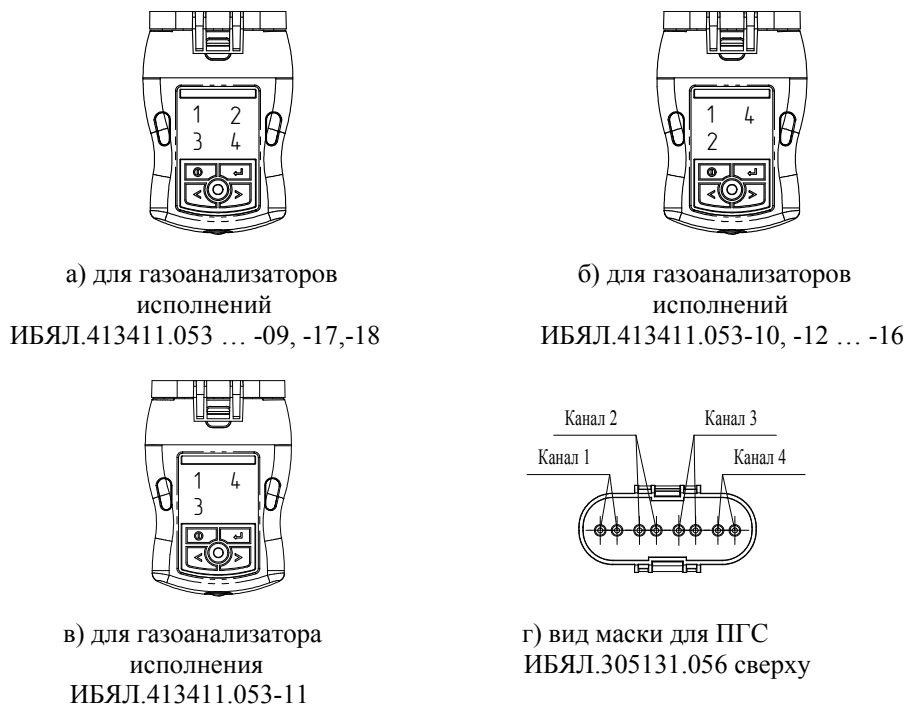 1 2
3 4
1 4
2
а) для газоанализаторов
исполнений
ИБЯЛ.413411.053 … -09, -17,-18
б) для газоанализаторов
исполнений
ИБЯЛ.413411.053-10, -12 … -16
1 4
3
Канал 2 Канал 3
Канал 1 Канал 4
в) для газоанализатора
исполнения
ИБЯЛ.413411.053-11
г) вид маски для ПГС
ИБЯЛ.305131.056 сверху